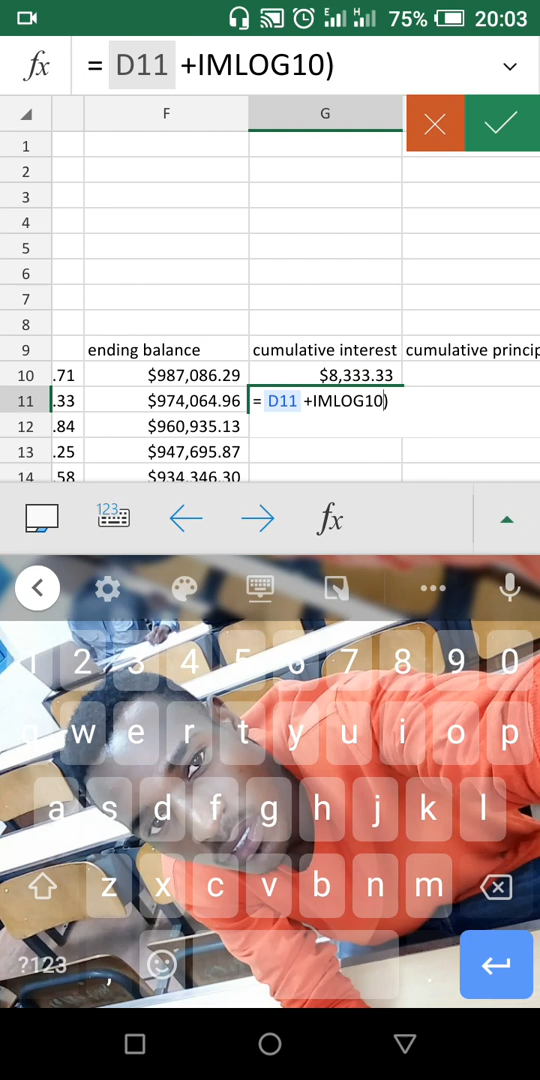 75% 20:03
fx = D11 +IMLOG10)
F G
1
2
3
4
5
6
7
8
9 ending balance cumulative interest cumulative princip
10 .71 $987,086.29 $8,333.33
11 .33 $974,064.96 = D11 +IMLOG10)
12 .84 $960,935.13
13 .25 $947,695.87
14 .58 $934,346.30
123 fx
1 2 3 4 5 6 7 8 9 0
q w e r t y u i o p
a s d f g h j k l
z x c v b n m
?123 , .